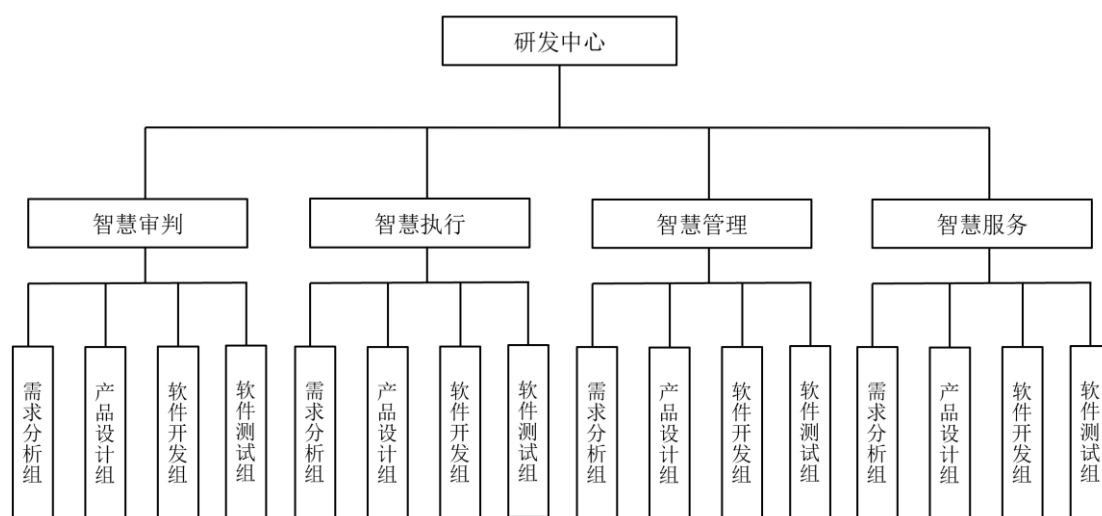 研发中心
智慧审判
智慧执行
智慧管理
智慧服务
需求分析组
产品设计组
软件开发组
软件测试组
需求分析组
产品设计组
软件开发组
软件测试组
需求分析组
产品设计组
软件开发组
软件测试组
需求分析组
产品设计组
软件开发组
软件测试组